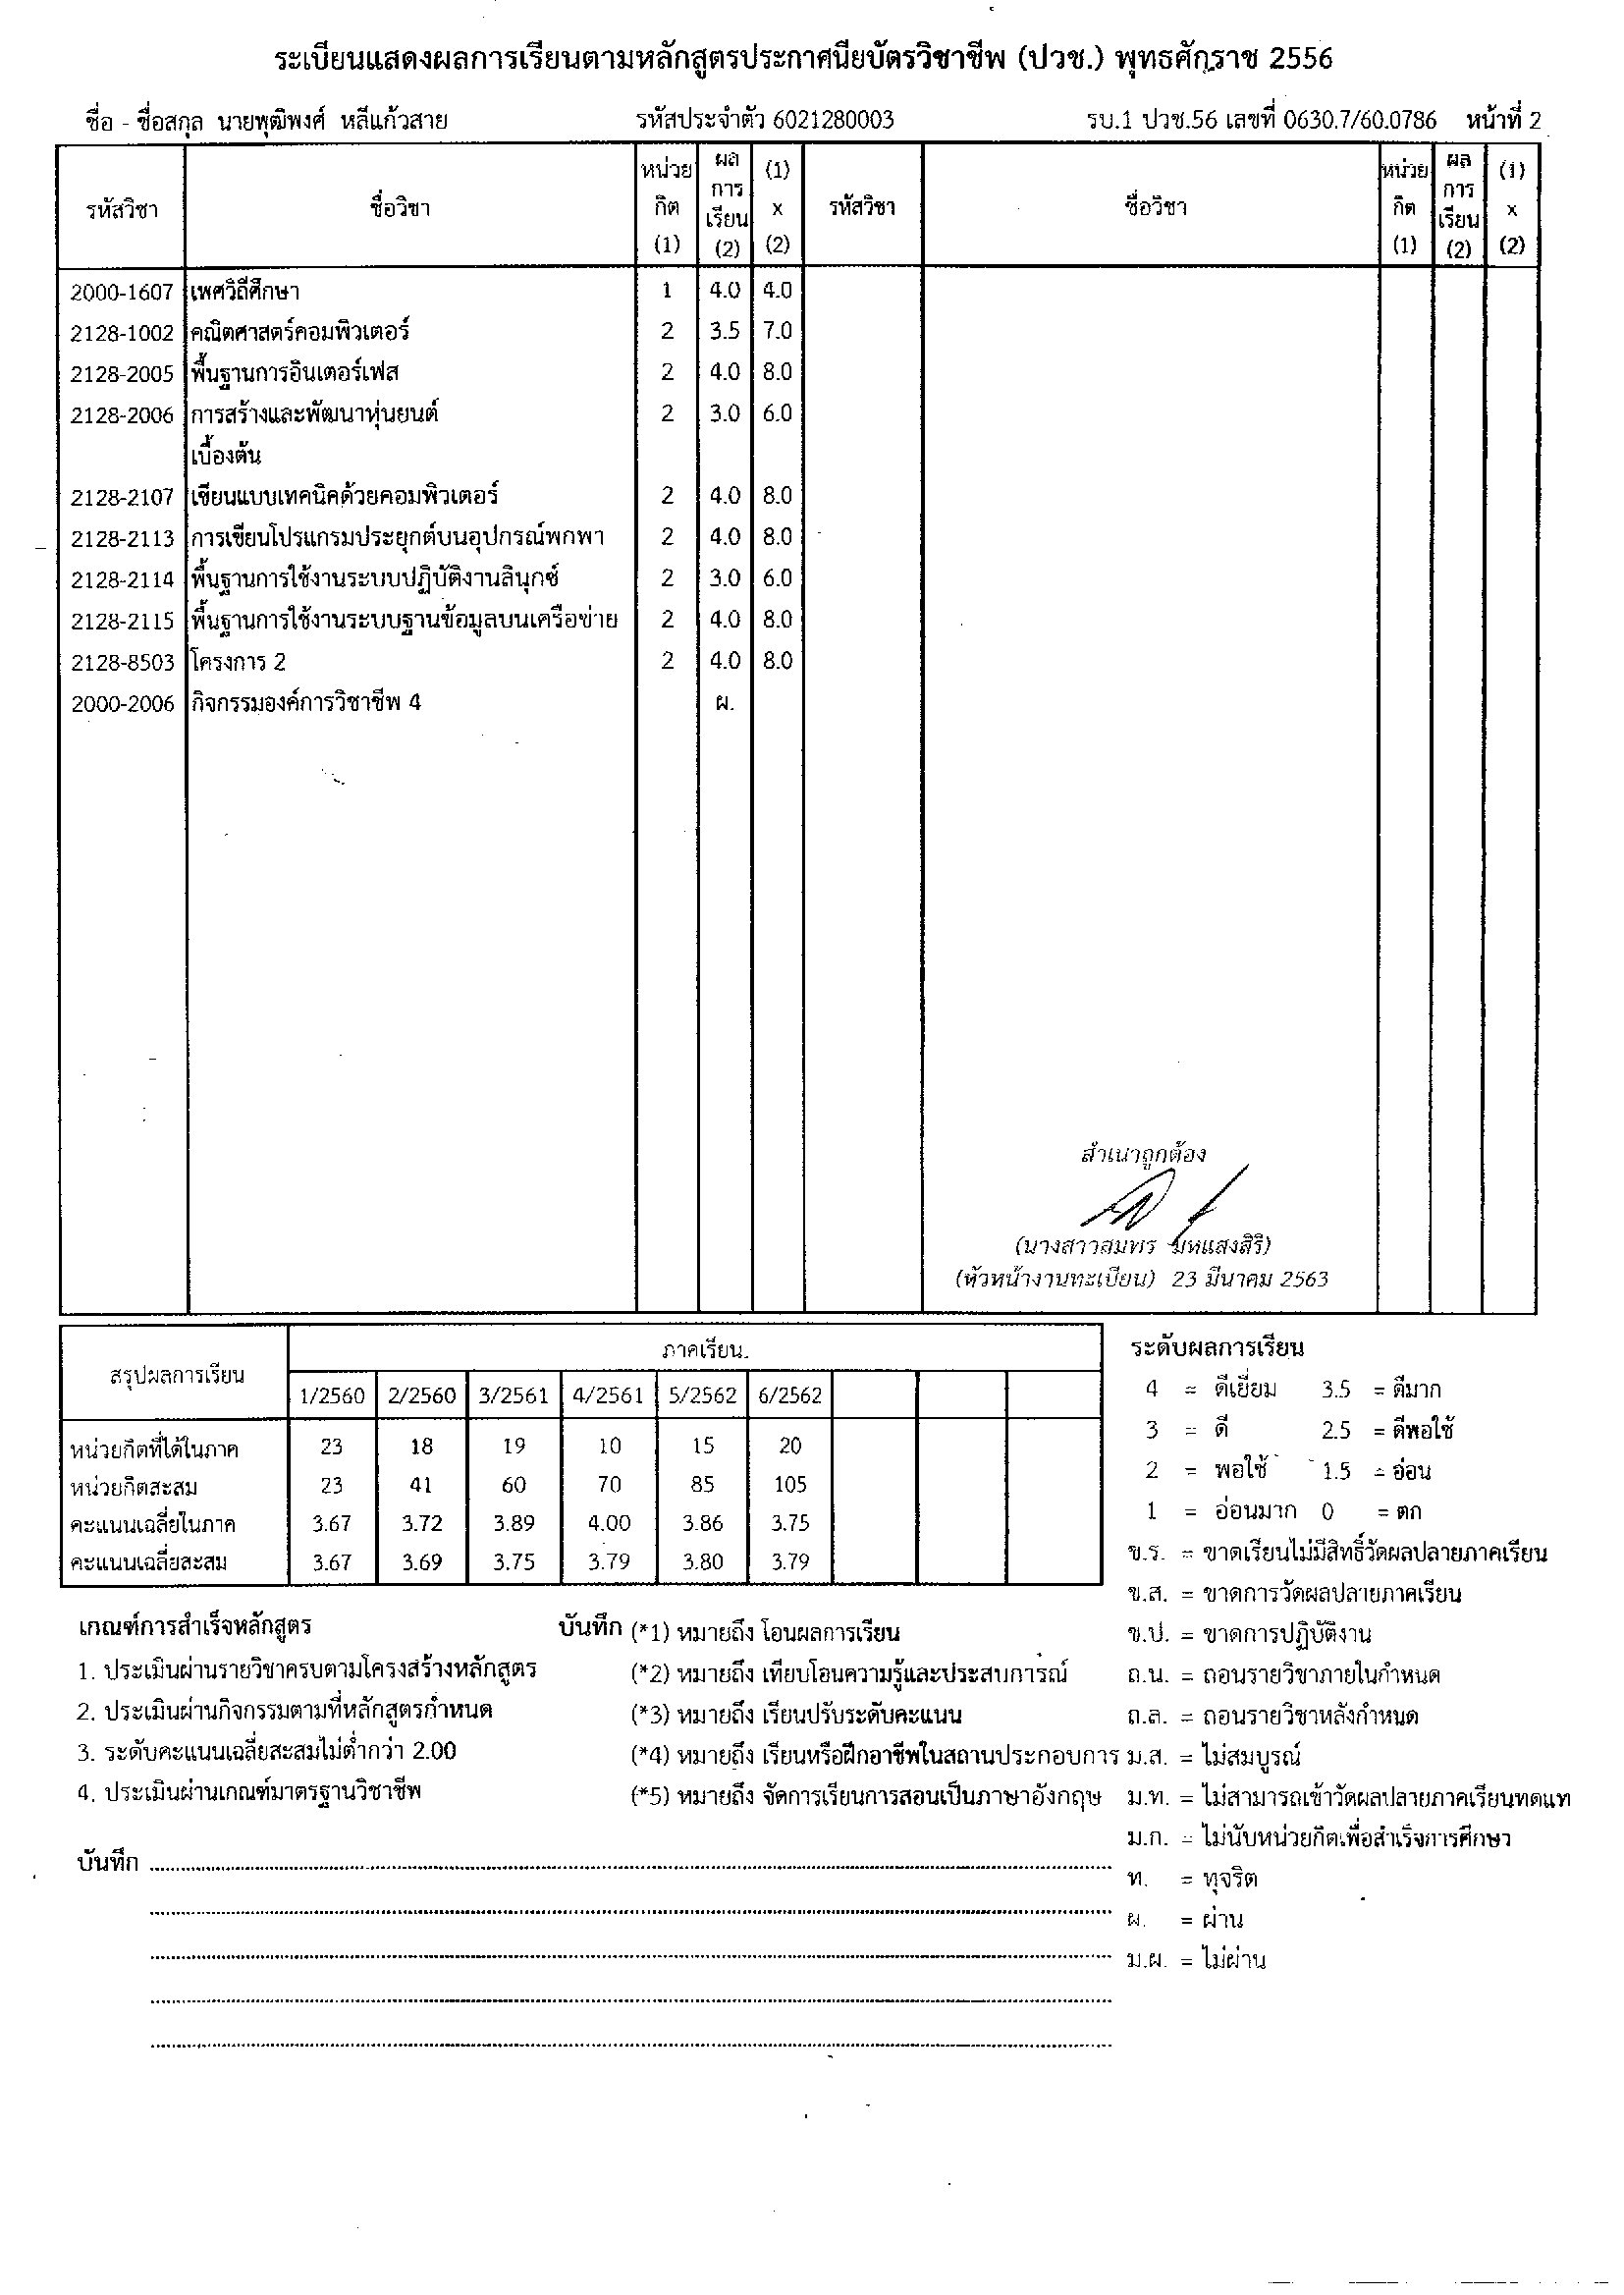 ระเบียนแสดงผลการเรียนตามหลักสูตรประกาศนียบัตรวิชาชีพ (ปวช.) พุทธศักราช 2556
ชื่อ - ชื่อสกุล นายพุฒิพงศ์ หลีแก้วสาย รหัสประจำตัว 6021280003 รบ.1 ปวช.56 เลขที่ 0630.7/60.0786 หน้าที่ 2
รหัสวิชา ชื่อวิชา หน่วยกิต (1) ผลการเรียน (2) (1) x (2) รหัสวิชา ชื่อวิชา หน่วยกิต (1) ผลการเรียน (2) (1) x (2)
2000-1607 เพศวิถีศึกษา 1 4.0 4.0
2128-1002 คณิตศาสตร์คอมพิวเตอร์ 2 3.5 7.0
2128-2005 พื้นฐานการอินเตอร์เฟส 2 4.0 8.0
2128-2006 การสร้างและพัฒนาหุ่นยนต์ 2 3.0 6.0
เบื้องต้น
2128-2107 เขียนแบบเทคนิคด้วยคอมพิวเตอร์ 2 4.0 8.0
2128-2113 การเขียนโปรแกรมประยุกต์บนอุปกรณ์พกพา 2 4.0 8.0
2128-2114 พื้นฐานการใช้งานระบบปฏิบัติงานลินุกซ์ 2 3.0 6.0
2128-2115 พื้นฐานการใช้งานระบบฐานข้อมูลบนเครือข่าย 2 4.0 8.0
2128-8503 โครงการ 2 2 4.0 8.0
2000-2006 กิจกรรมองค์การวิชาชีพ 4 ผ.
สำเนาถูกต้อง
(นางสาวสมพร มหแสงสิริ)
(หัวหน้างานทะเบียน) 23 มีนาคม 2563
สรุปผลการเรียน ภาคเรียน
1/2560 2/2560 3/2561 4/2561 5/2562 6/2562
หน่วยกิตที่ได้ในภาค 23 18 19 10 15 20
หน่วยกิตสะสม 23 41 60 70 85 105
คะแนนเฉลี่ยในภาค 3.67 3.72 3.89 4.00 3.86 3.75
คะแนนเฉลี่ยสะสม 3.67 3.69 3.75 3.79 3.80 3.79
ระดับผลการเรียน
4 = ดีเยี่ยม 3.5 = ดีมาก
3 = ดี 2.5 = ดีพอใช้
2 = พอใช้ 1.5 = อ่อน
1 = อ่อนมาก 0 = ตก
ข.ร. = ขาดเรียนไม่มีสิทธิ์วัดผลปลายภาคเรียน
ข.ส. = ขาดการวัดผลปลายภาคเรียน
ข.ป. = ขาดการปฏิบัติงาน
ถ.น. = ถอนรายวิชาภายในกำหนด
ถ.ล. = ถอนรายวิชาหลังกำหนด
ม.ส. = ไม่สมบูรณ์
ม.ท. = ไม่สามารถเข้าวัดผลปลายภาคเรียนทดแท
ม.ก. = ไม่นับหน่วยกิตเพื่อสำเร็จการศึกษา
ท. = ทุจริต
ผ. = ผ่าน
ม.ผ. = ไม่ผ่าน
เกณฑ์การสำเร็จหลักสูตร
1. ประเมินผ่านรายวิชาครบตามโครงสร้างหลักสูตร
2. ประเมินผ่านกิจกรรมตามที่หลักสูตรกำหนด
3. ระดับคะแนนเฉลี่ยสะสมไม่ต่ำกว่า 2.00
4. ประเมินผ่านเกณฑ์มาตรฐานวิชาชีพ
บันทึก (*1) หมายถึง โอนผลการเรียน
(*2) หมายถึง เทียบโอนความรู้และประสบการณ์
(*3) หมายถึง เรียนปรับระดับคะแนน
(*4) หมายถึง เรียนหรือฝึกอาชีพในสถานประกอบการ
(*5) หมายถึง จัดการเรียนการสอนเป็นภาษาอังกฤษ
บันทึก